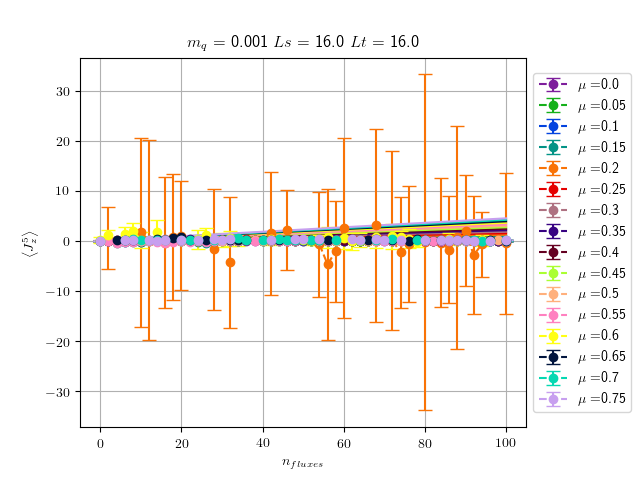 m_q = 0.001 Ls = 16.0 Lt = 16.0
⟨J_z^5⟩
30
20
10
0
−10
−20
−30
0 20 40 60 80 100
n_fluxes
μ =0.0
μ =0.05
μ =0.1
μ =0.15
μ =0.2
μ =0.25
μ =0.3
μ =0.35
μ =0.4
μ =0.45
μ =0.5
μ =0.55
μ =0.6
μ =0.65
μ =0.7
μ =0.75